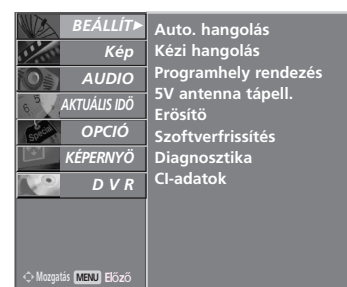 BEÁLLÍT
Kép
AUDIO
AKTUÁLIS IDŐ
OPCIÓ
KÉPERNYŐ
D V R
Auto. hangolás
Kézi hangolás
Programhely rendezés
5V antenna tápell.
Erösítö
Szoftverfrissítés
Diagnosztika
CI-adatok
Mozgatás MENU Előző